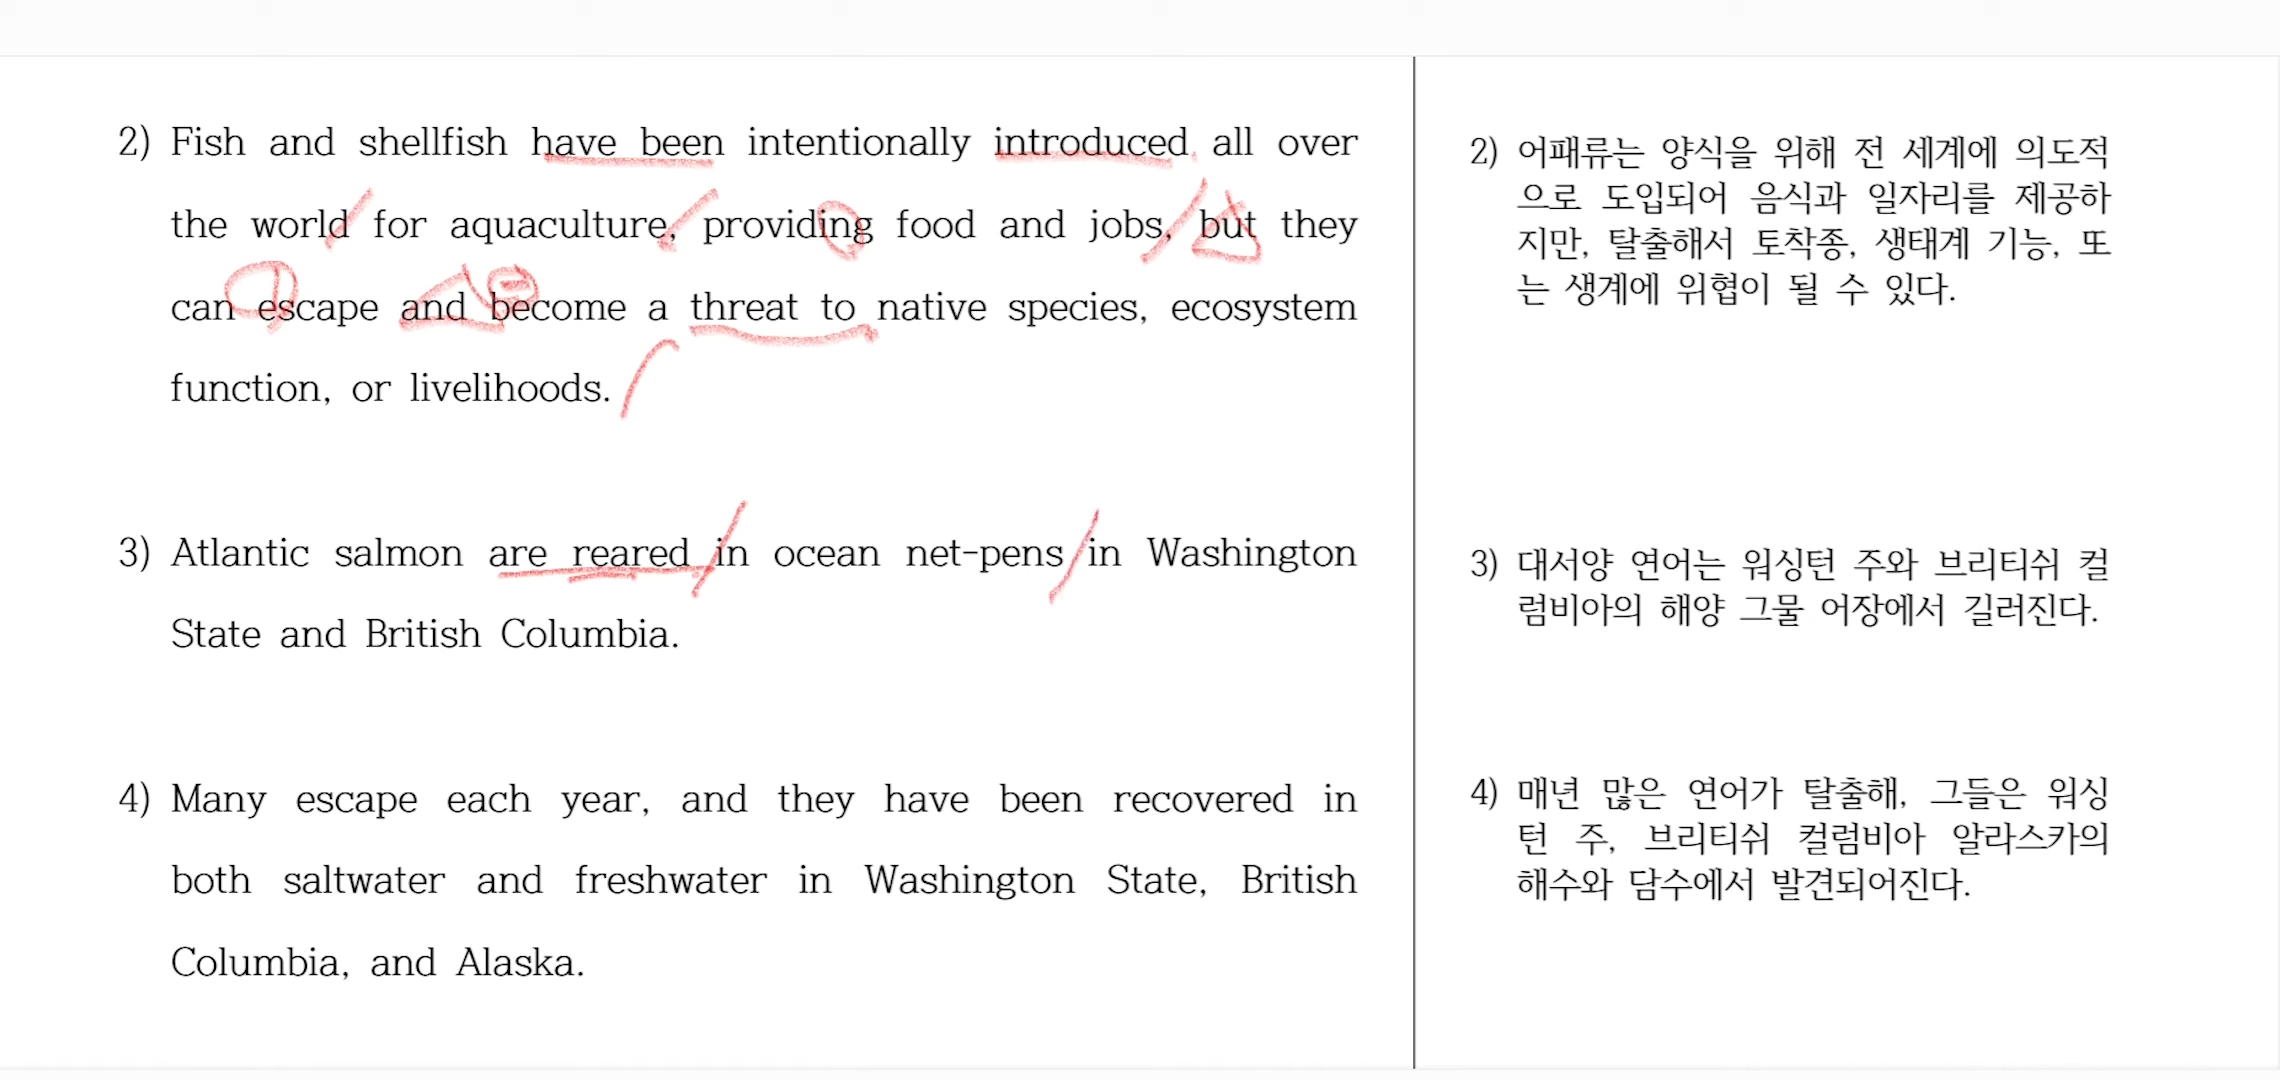 2) Fish and shellfish have been intentionally introduced all over
the world for aquaculture, providing food and jobs, but they
can escape and become a threat to native species, ecosystem
function, or livelihoods.
3) Atlantic salmon are reared in ocean net-pens in Washington
State and British Columbia.
4) Many escape each year, and they have been recovered in
both saltwater and freshwater in Washington State, British
Columbia, and Alaska.
2) 어패류는 양식을 위해 전 세계에 의도적
으로 도입되어 음식과 일자리를 제공하
지만, 탈출해서 토착종, 생태계 기능, 또
는 생계에 위협이 될 수 있다.
3) 대서양 연어는 워싱턴 주와 브리티쉬 컬
럼비아의 해양 그물 어장에서 길러진다.
4) 매년 많은 연어가 탈출해, 그들은 워싱
턴 주, 브리티쉬 컬럼비아 알라스카의
해수와 담수에서 발견되어진다.